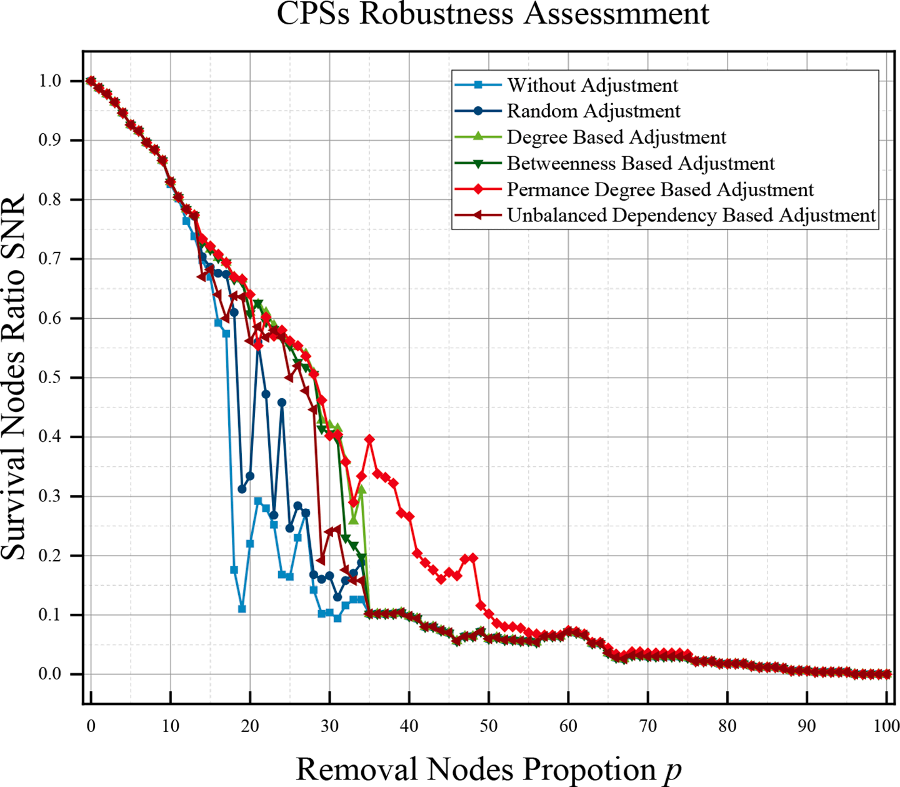 CPSs Robustness Assessmment
Survival Nodes Ratio SNR
1.0
0.9
0.8
0.7
0.6
0.5
0.4
0.3
0.2
0.1
0.0
Without Adjustment
Random Adjustment
Degree Based Adjustment
Betweenness Based Adjustment
Permance Degree Based Adjustment
Unbalanced Dependency Based Adjustment
0 10 20 30 40 50 60 70 80 90 100
Removal Nodes Propotion p